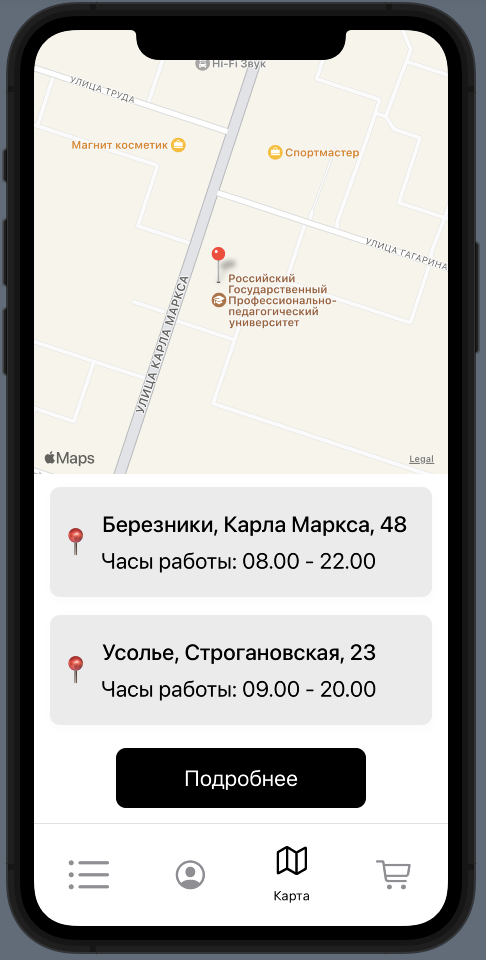 Hi-Fi Звук
УЛИЦА ТРУДА
Магнит косметик
Спортмастер
УЛИЦА ГАГАРИНА
Российский
Государственный
Профессионально-
педагогический
университет
УЛИЦА КАРЛА МАРКСА
Maps
Legal
Березники, Карла Маркса, 48
Часы работы: 08.00 - 22.00
Усолье, Строгановская, 23
Часы работы: 09.00 - 20.00
Подробнее
Карта